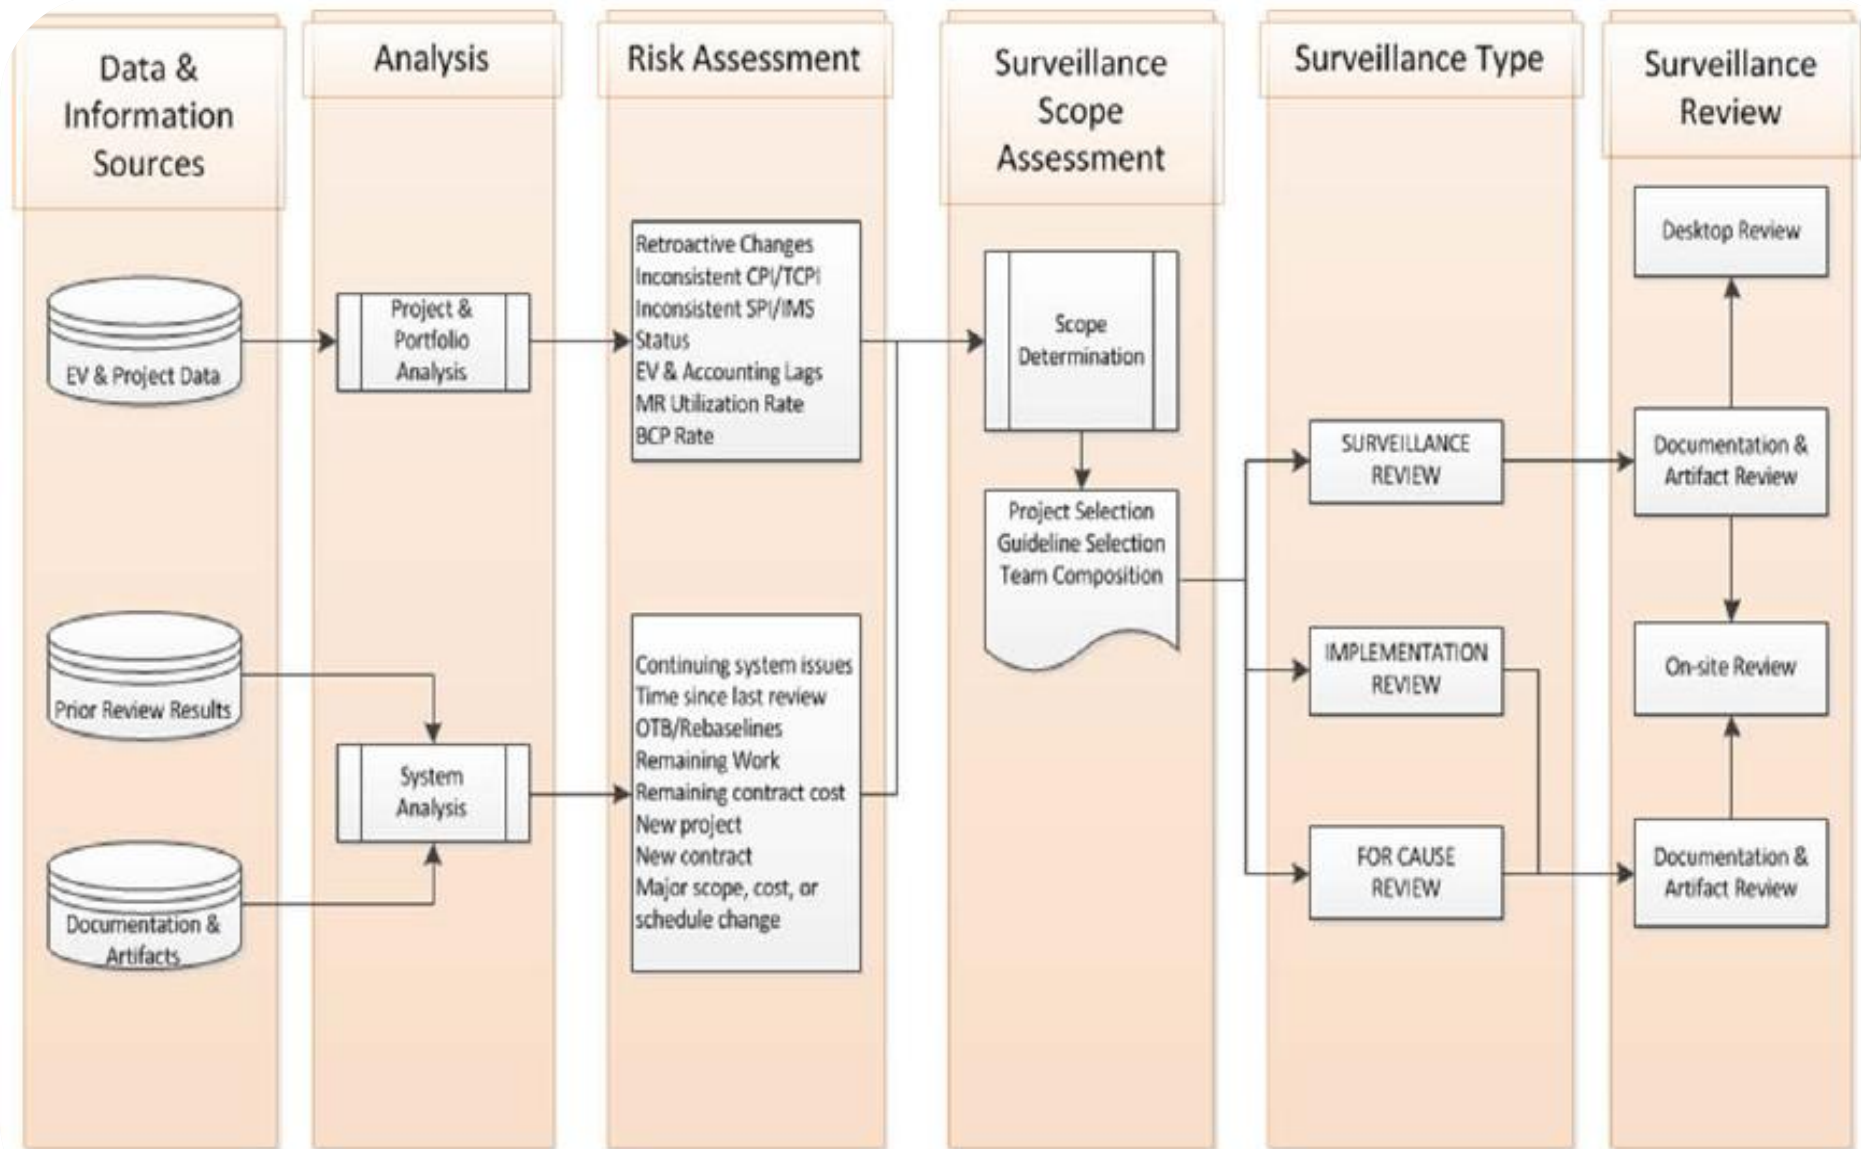 Data &
Information
Sources
Analysis
Risk Assessment
Surveillance
Scope
Assessment
Surveillance Type
Surveillance
Review
EV & Project Data
Prior Review Results
Documentation &
Artifacts
Project &
Portfolio
Analysis
System
Analysis
Retroactive Changes
Inconsistent CPI/TCPI
Inconsistent SPI/IMS
Status
EV & Accounting Lags
MR Utilization Rate
BCP Rate
Continuing system issues
Time since last review
OTB/Rebaselines
Remaining Work
Remaining contract cost
New project
New contract
Major scope, cost, or
schedule change
Scope
Determination
Project Selection
Guideline Selection
Team Composition
SURVEILLANCE
REVIEW
IMPLEMENTATION
REVIEW
FOR CAUSE
REVIEW
Desktop Review
Documentation &
Artifact Review
On-site Review
Documentation &
Artifact Review